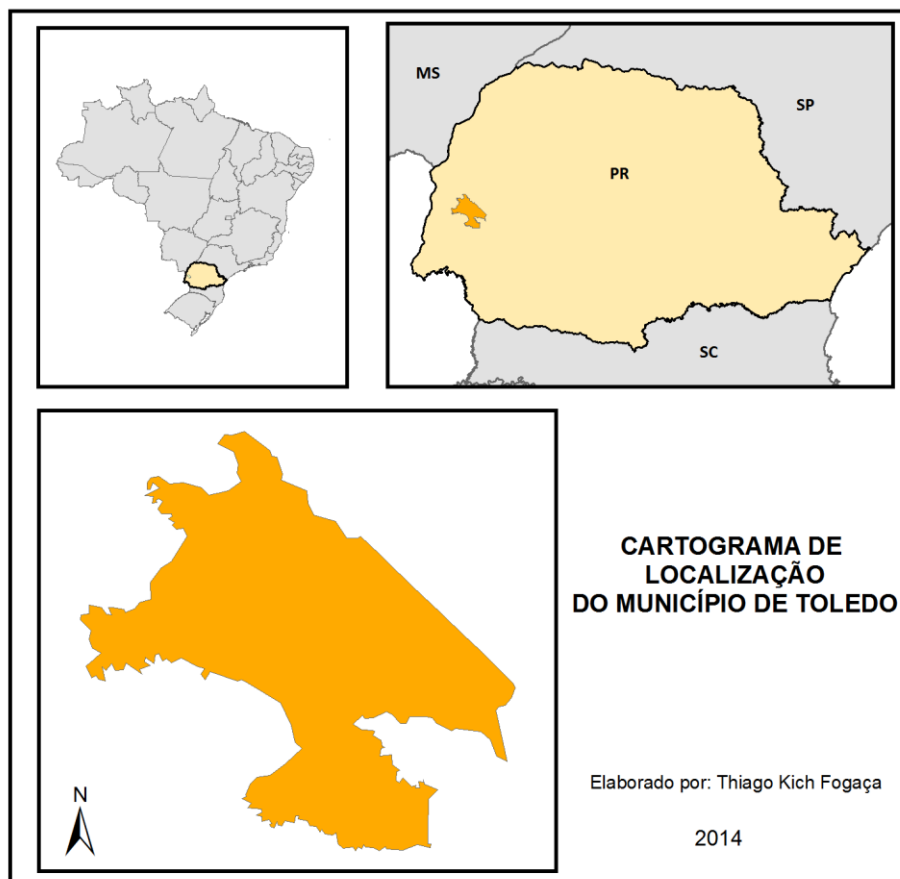 MS
SP
PR
SC
CARTOGRAMA DE
LOCALIZAÇÃO
DO MUNICÍPIO DE TOLEDO
Elaborado por: Thiago Kich Fogaça
N
2014